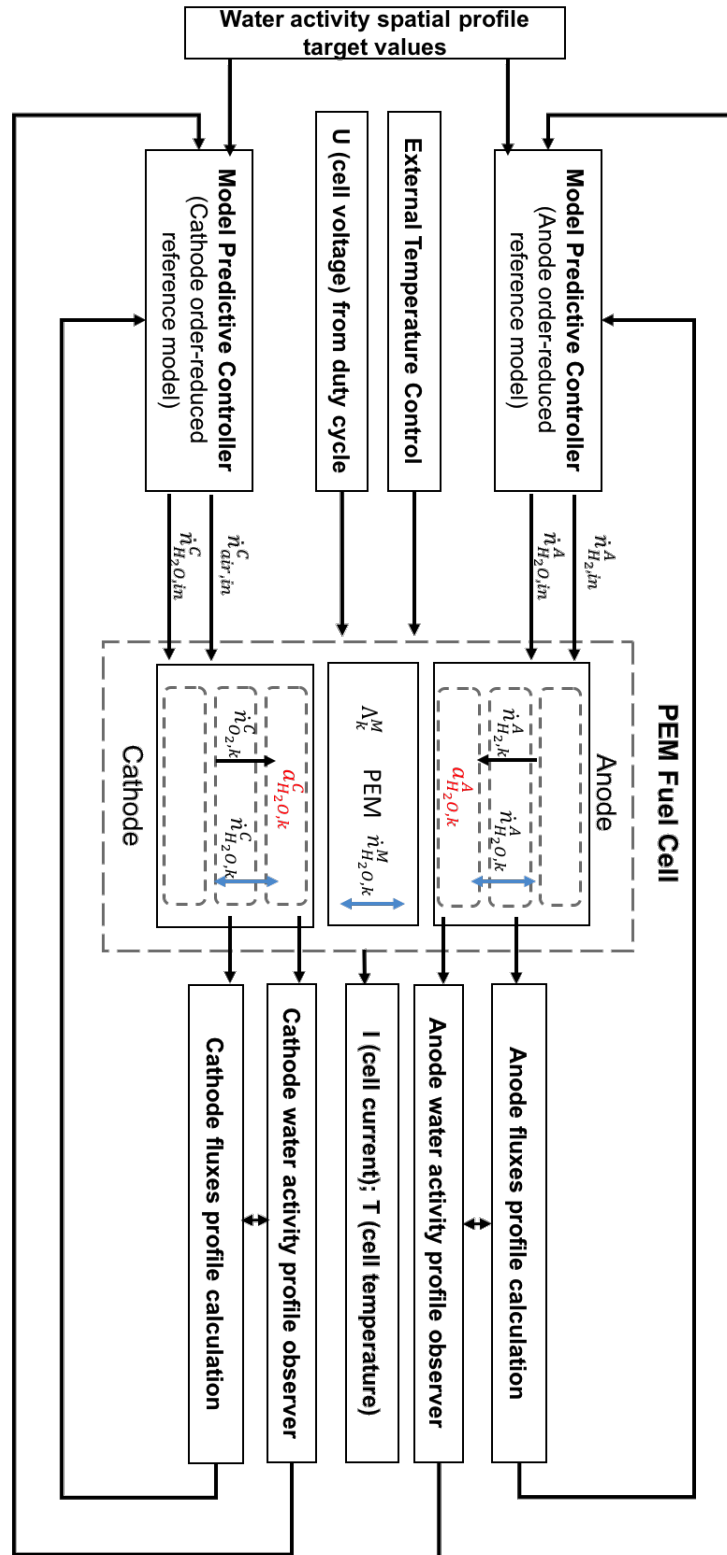 Water activity spatial profile
target values
Model Predictive Controller
(Anode order-reduced
reference model)
External Temperature Control
U (cell voltage) from duty cycle
Model Predictive Controller
(Cathode order-reduced
reference model)
ṅ^A_{H₂,in}
ṅ^A_{H₂O,in}
ṅ^C_{air,in}
ṅ^C_{H₂O,in}
PEM Fuel Cell
Anode
ṅ^A_{H₂,k} ṅ^A_{H₂O,k}
a^A_{H₂O,k}
Λ^M_k PEM ṅ^M_{H₂O,k}
a^C_{H₂O,k}
ṅ^C_{O₂,k} ṅ^C_{H₂O,k}
Cathode
Anode fluxes profile calculation
Anode water activity profile observer
I (cell current); T (cell temperature)
Cathode water activity profile observer
Cathode fluxes profile calculation